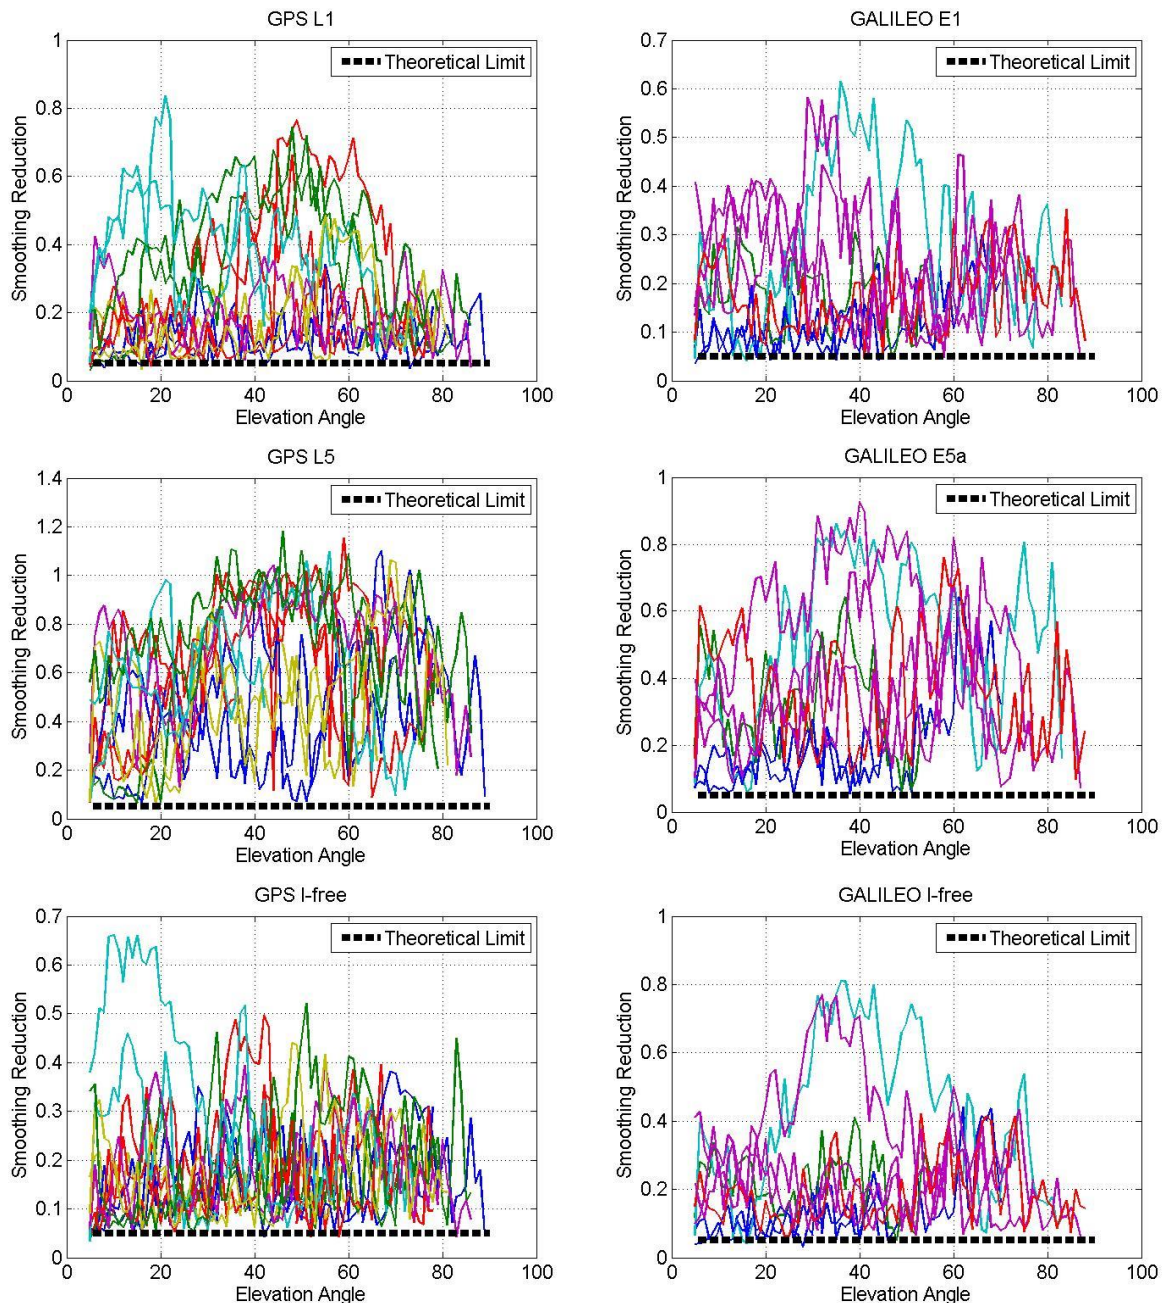 GPS L1
1
0.8
0.6
0.4
0.2
0
0 20 40 60 80 100
Smoothing Reduction
Elevation Angle
Theoretical Limit
GALILEO E1
0.7
0.6
0.5
0.4
0.3
0.2
0.1
0
0 20 40 60 80 100
Smoothing Reduction
Elevation Angle
Theoretical Limit
GPS L5
1.4
1.2
1
0.8
0.6
0.4
0.2
0
0 20 40 60 80 100
Smoothing Reduction
Elevation Angle
Theoretical Limit
GALILEO E5a
1
0.8
0.6
0.4
0.2
0
0 20 40 60 80 100
Smoothing Reduction
Elevation Angle
Theoretical Limit
GPS I-free
0.7
0.6
0.5
0.4
0.3
0.2
0.1
0
0 20 40 60 80 100
Smoothing Reduction
Elevation Angle
Theoretical Limit
GALILEO I-free
1
0.8
0.6
0.4
0.2
0
0 20 40 60 80 100
Smoothing Reduction
Elevation Angle
Theoretical Limit